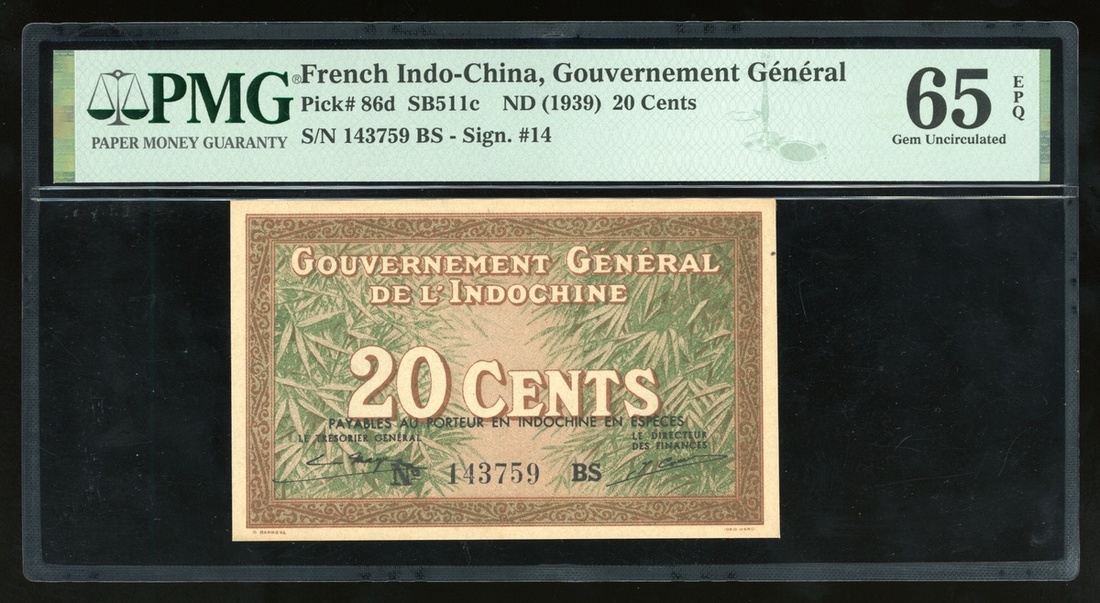 PMG®
PAPER MONEY GUARANTY
French Indo-China, Gouvernement Général
Pick# 86d SB511c ND (1939) 20 Cents
S/N 143759 BS - Sign. #14
65
EPQ
Gem Uncirculated
GOUVERNEMENT GÉNÉRAL
DE L'INDOCHINE
20 CENTS
PAYABLES AU PORTEUR EN INDOCHINE EN ESPÈCES
LE TRÉSORIER GÉNÉRAL
LE DIRECTEUR
DES FINANCES
Nº 143759 BS